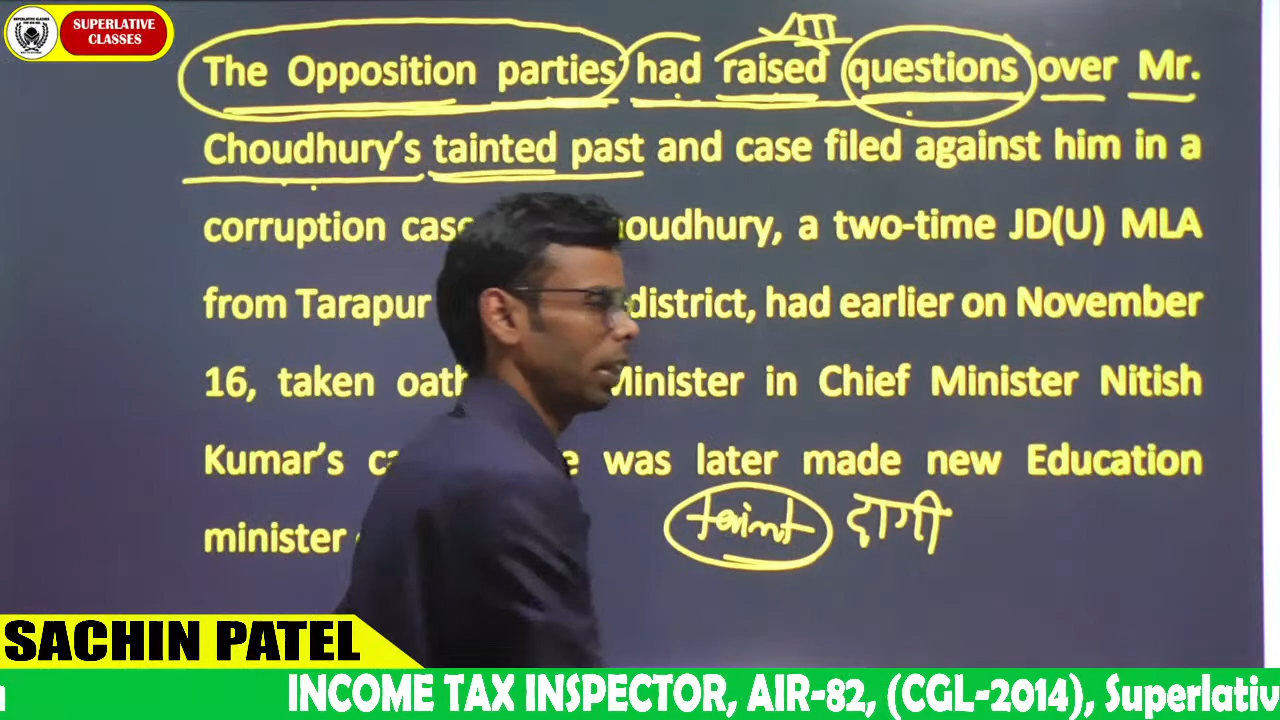 SUPERLATIVE
CLASSES
The Opposition parties had raised questions over Mr.
Choudhury's tainted past and case filed against him in a
corruption cas oudhury, a two-time JD(U) MLA
from Tarapur district, had earlier on November
16, taken oath Minister in Chief Minister Nitish
Kumar's ca e was later made new Education
minister
taint दागी
SACHIN PATEL
INCOME TAX INSPECTOR, AIR-82, (CGL-2014), Superlativ